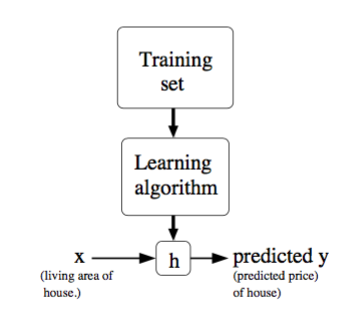 Training
set
Learning
algorithm
x
(living area of
house.)
h
predicted y
(predicted price)
of house)